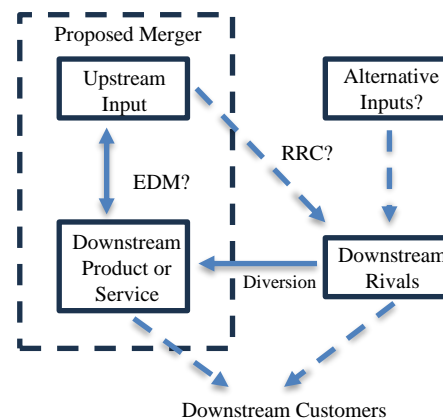 Proposed Merger
Upstream
Input
Alternative
Inputs?
RRC?
EDM?
Downstream
Product or
Service
Diversion
Downstream
Rivals
Downstream Customers